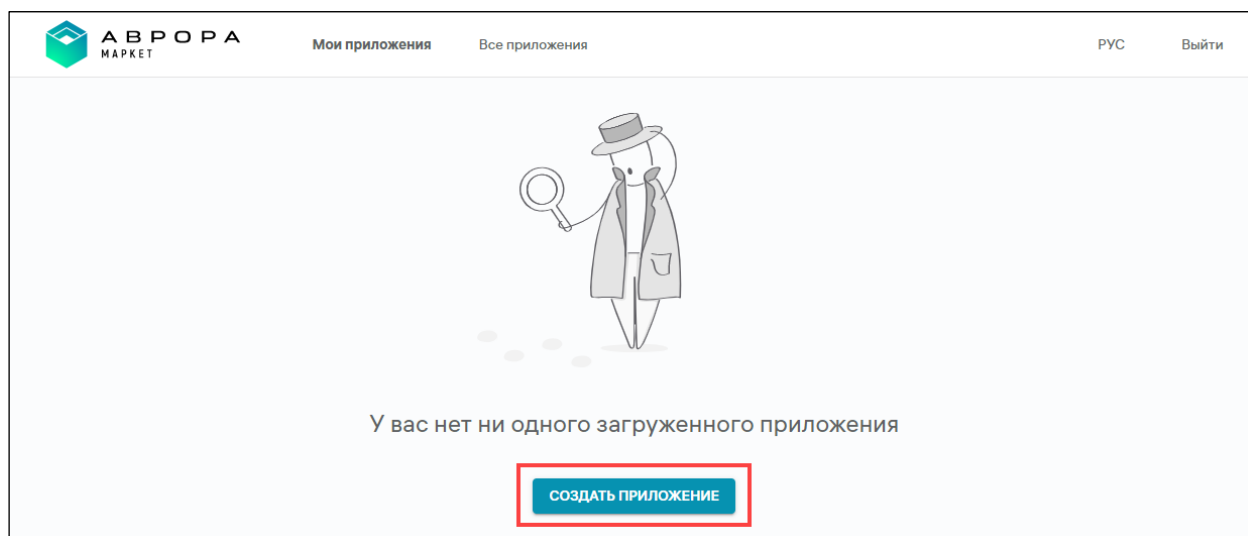 АВРОРА
МАРКЕТ
Мои приложения
Все приложения
РУС
Выйти
У вас нет ни одного загруженного приложения
СОЗДАТЬ ПРИЛОЖЕНИЕ